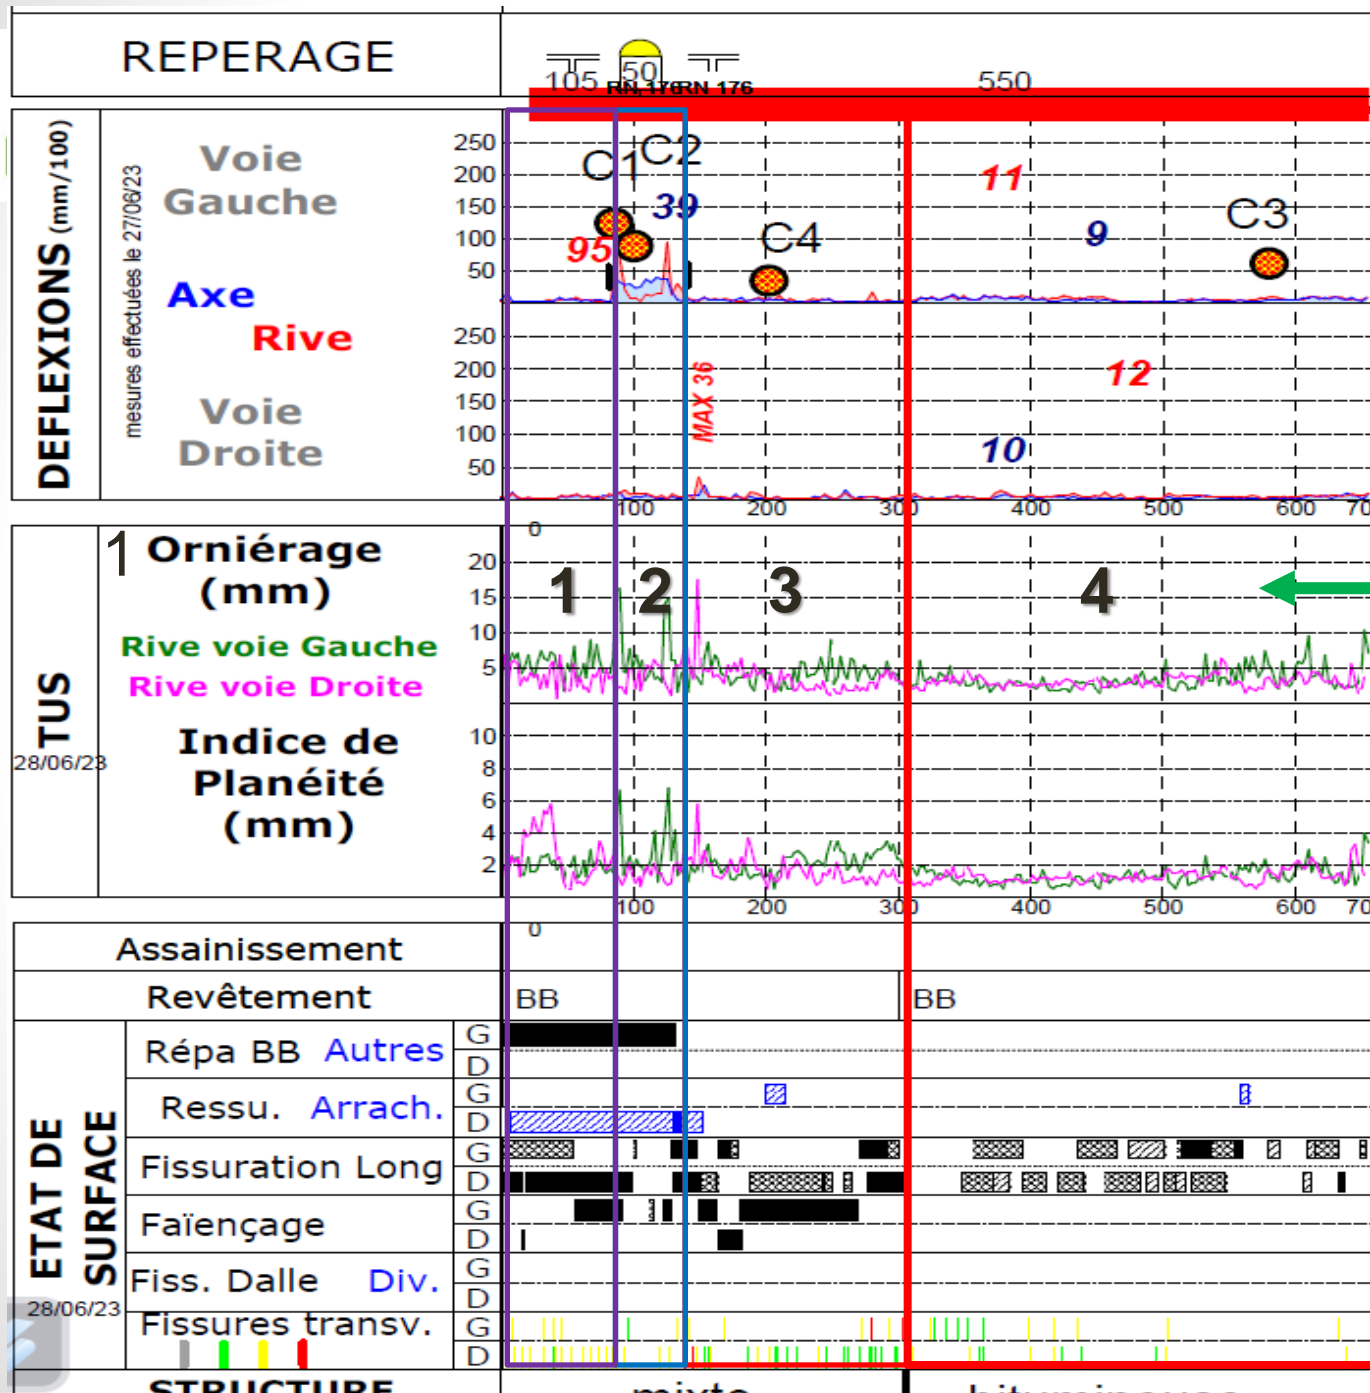 REPERAGE
105 50 RN 176 RN 176 550
DEFLEXIONS (mm/100)
mesures effectuées le 27/06/23
Voie
Gauche
Axe
Rive
Voie
Droite
250
200
150
100
50
C1 C2
39
95
C4
11
9
C3
250
200
150
100
50
MAX 36
12
10
0 100 200 300 400 500 600 70
TUS
28/06/23
1 Orniérage
(mm)
Rive voie Gauche
Rive voie Droite
20
15
10
5
1 2 3 4
Indice de
Planéité
(mm)
10
8
6
4
2
0 100 200 300 400 500 600 70
Assainissement
Revêtement BB BB
ETAT DE
SURFACE
28/06/23
Répa BB Autres G
D
Ressu. Arrach. G
D
Fissuration Long G
D
Faïençage G
D
Fiss. Dalle Div. G
D
Fissures transv. G
D
STRUCTURE mixte bitumineuse